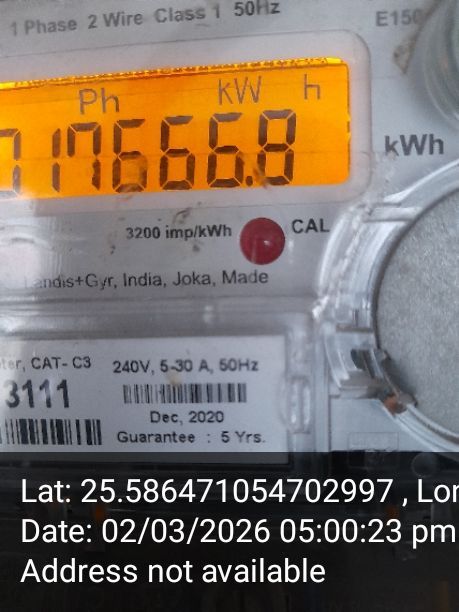 1 Phase 2 Wire Class 1 50Hz
E150
Ph kW h
17666.8
kWh
3200 imp/kWh CAL
Landis+Gyr, India, Joka, Made
CAT- C3 240V, 5-30 A, 50Hz
3111
Dec, 2020
Guarantee : 5 Yrs.
Lat: 25.586471054702997 , Lon
Date: 02/03/2026 05:00:23 pm
Address not available